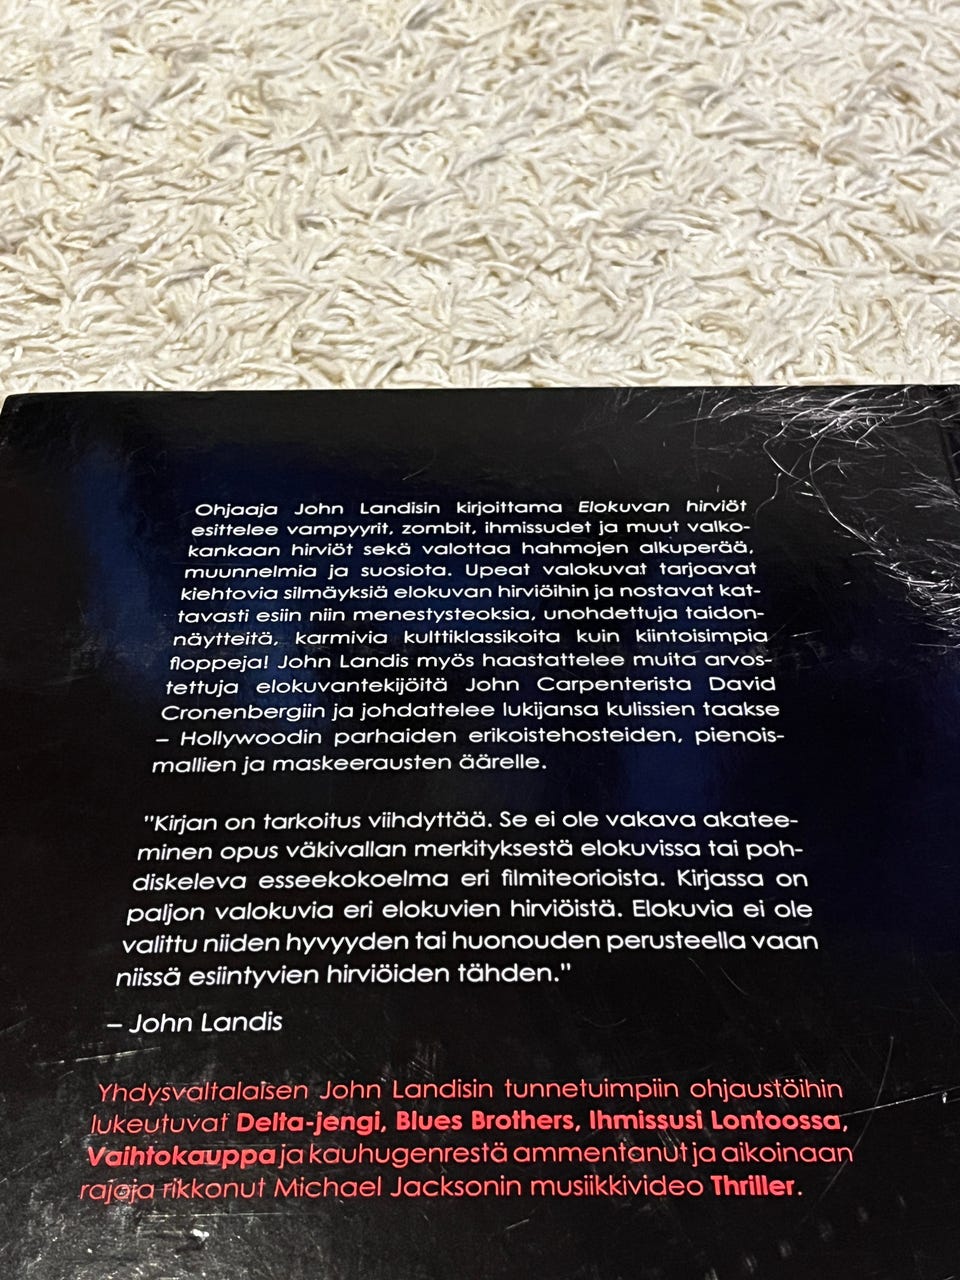 Ohjaaja John Landisin kirjoittama Elokuvan hirviöt
esittelee vampyyrit, zombit, ihmissudet ja muut valko-
kankaan hirviöt sekä valottaa hahmojen alkuperää,
muunnelmia ja suosiota. Upeat valokuvat tarjoavat
kiehtovia silmäyksiä elokuvan hirviöihin ja nostavat kat-
tavasti esiin niin menestysteoksia, unohdettuja taidon-
näytteitä, karmivia kulttiklassikoita kuin kiintoisimpia
floppeja! John Landis myös haastattelee muita arvos-
tettuja elokuvantekijöitä John Carpenterista David
Cronenbergiin ja johdattelee lukijansa kulissien taakse
– Hollywoodin parhaiden erikoistehosteiden, pienois-
mallien ja maskeerausten äärelle.
"Kirjan on tarkoitus viihdyttää. Se ei ole vakava akatee-
minen opus väkivallan merkityksestä elokuvissa tai poh-
diskeleva esseekokoelma eri filmiteorioista. Kirjassa on
paljon valokuvia eri elokuvien hirviöistä. Elokuvia ei ole
valittu niiden hyvyyden tai huonouden perusteella vaan
niissä esiintyvien hirviöiden tähden."
– John Landis
Yhdysvaltalaisen John Landisin tunnetuimpiin ohjaustöihin
lukeutuvat Delta-jengi, Blues Brothers, Ihmissusi Lontoossa,
Vaihtokauppa ja kauhugenrestä ammentanut ja aikoinaan
rajoja rikkonut Michael Jacksonin musiikkivideo Thriller.